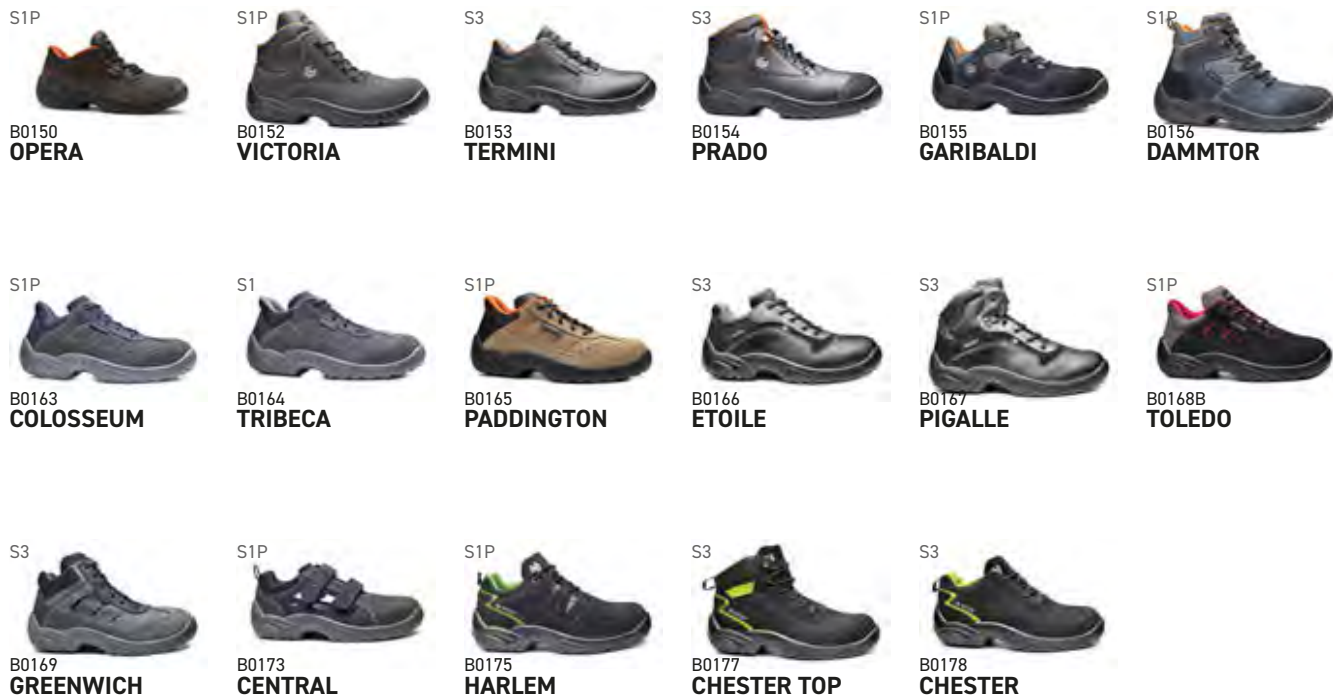 S1P
B0150
OPERA
S1P
B0152
VICTORIA
S3
B0153
TERMINI
S3
B0154
PRADO
S1P
B0155
GARIBALDI
S1P
B0156
DAMMTOR
S1P
B0163
COLOSSEUM
S1
B0164
TRIBECA
S1P
B0165
PADDINGTON
S3
B0166
ETOILE
S3
B0167
PIGALLE
S1P
B0168B
TOLEDO
S3
B0169
GREENWICH
S1P
B0173
CENTRAL
S1P
B0175
HARLEM
S3
B0177
CHESTER TOP
S3
B0178
CHESTER